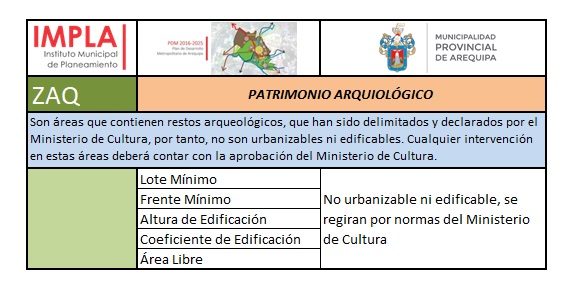 IMPLA
Instituto Municipal
de Planeamiento
PDM 2016-2025
Plan de Desarrollo
Metropolitano de Arequipa
MUNICIPALIDAD
PROVINCIAL
DE AREQUIPA
ZAQ
PATRIMONIO ARQUIOLÓGICO
Son áreas que contienen restos arqueológicos, que han sido delimitados y declarados por el
Ministerio de Cultura, por tanto, no son urbanizables ni edificables. Cualquier intervención
en estas áreas deberá contar con la aprobación del Ministerio de Cultura.
Lote Mínimo
Frente Mínimo
Altura de Edificación
Coeficiente de Edificación
Área Libre
No urbanizable ni edificable, se
regiran por normas del Ministerio
de Cultura